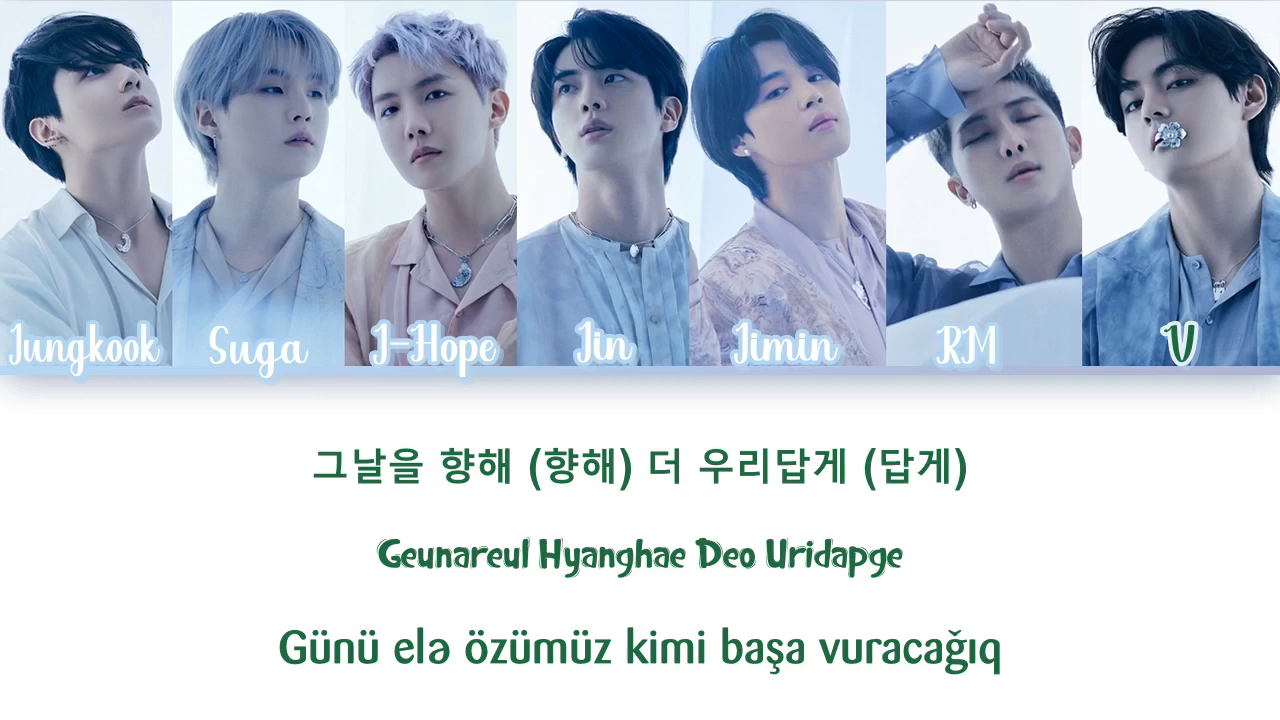 Jungkook Suga J-Hope Jin Jimin RM V
그날을 향해 (향해) 더 우리답게 (답게)
Geunareul Hyanghae Deo Uridapge
Günü elə özümüz kimi başa vuracağıq